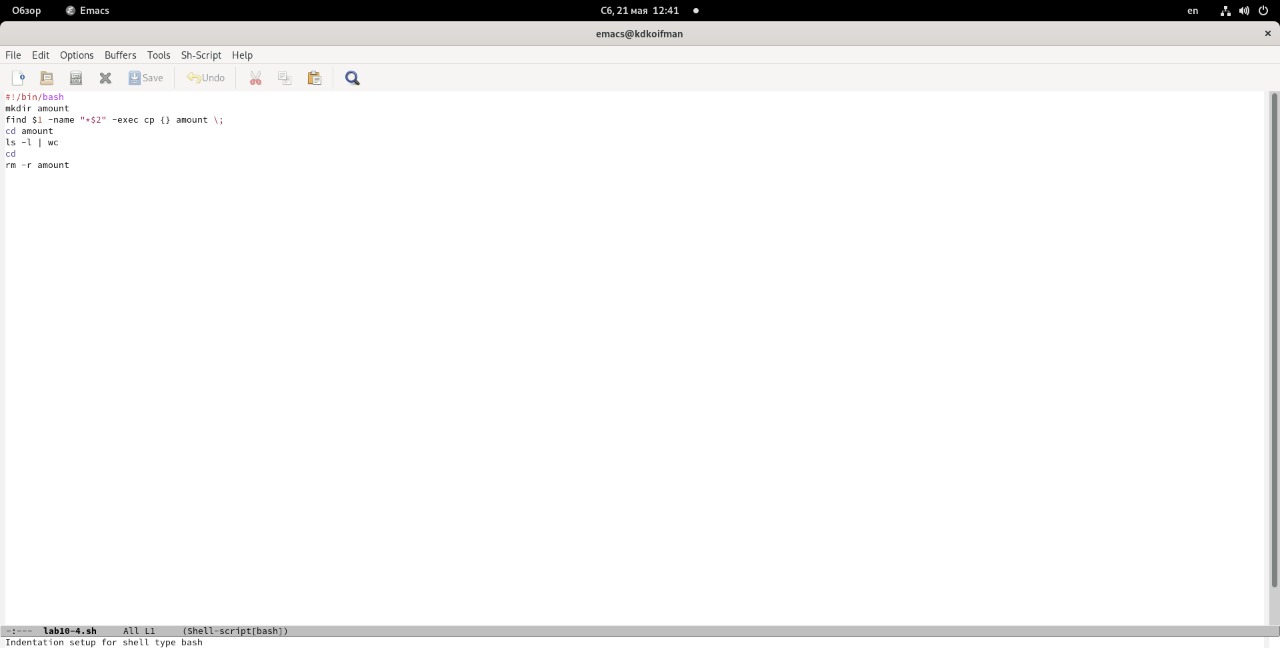 Обзор Emacs Сб, 21 мая 12:41 en
emacs@kdkoifman
File Edit Options Buffers Tools Sh-Script Help
Save Undo
#!/bin/bash
mkdir amount
find $1 -name "*$2" -exec cp {} amount \;
cd amount
ls -l | wc
cd
rm -r amount
-:--- lab10-4.sh All L1 (Shell-script[bash])
Indentation setup for shell type bash